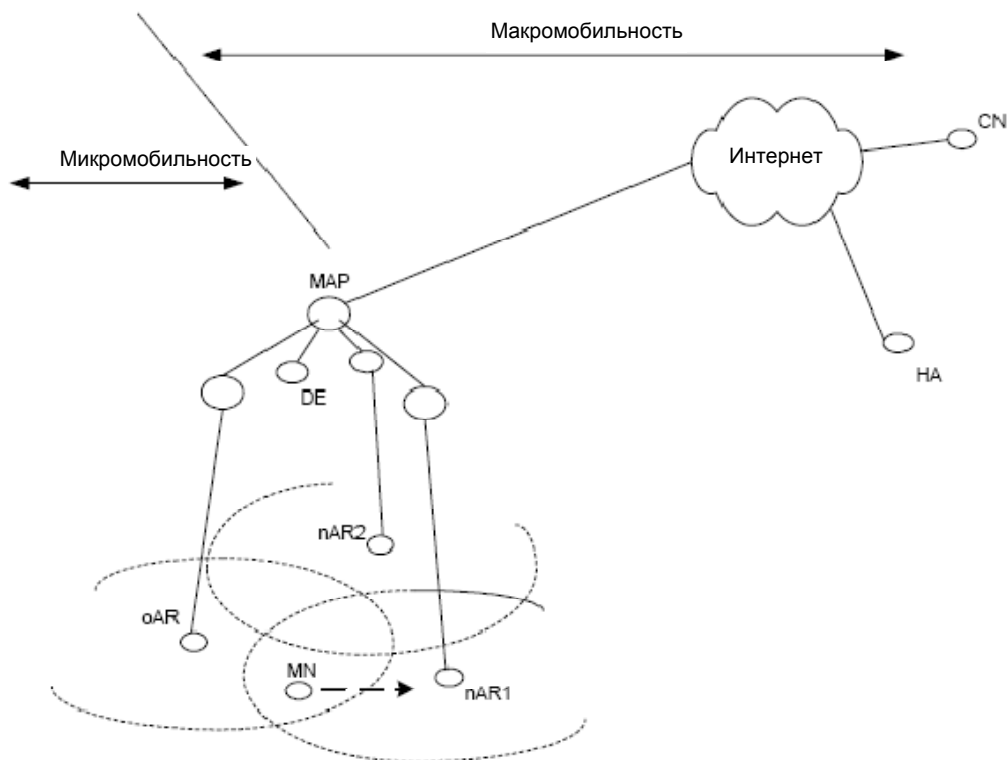 Макромобильность
CN
Интернет
Микромобильность
MAP
HA
DE
nAR2
oAR
MN
nAR1